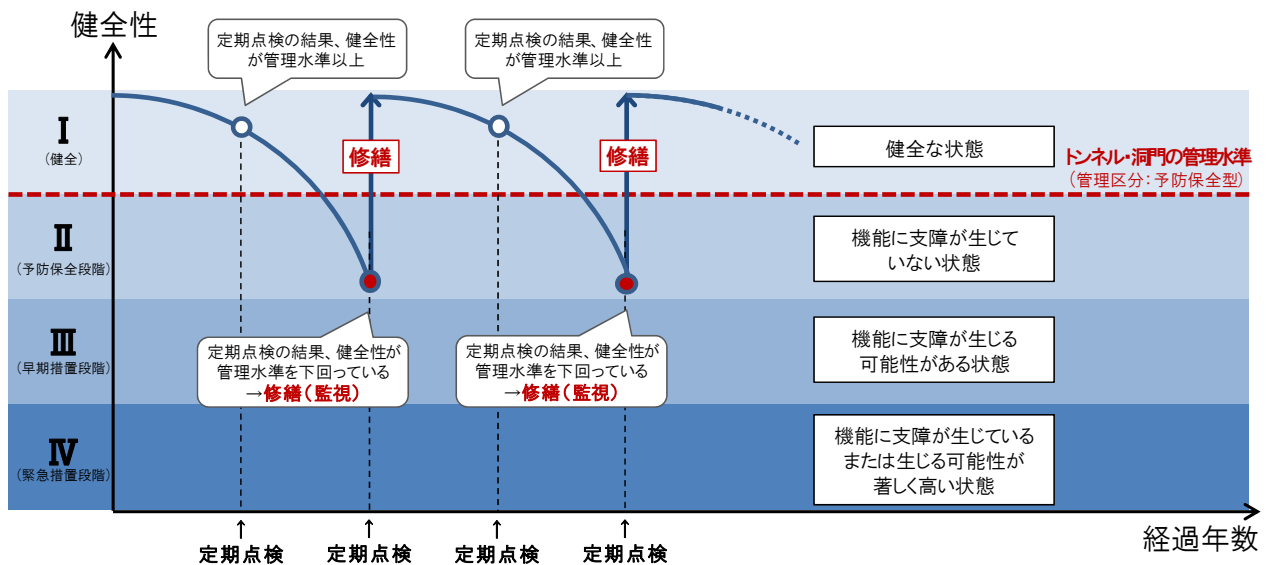 健全性
定期点検の結果、健全性
が管理水準以上
定期点検の結果、健全性
が管理水準以上
Ⅰ
(健全)
修繕
修繕
健全な状態
トンネル・洞門の管理水準
(管理区分：予防保全型)
Ⅱ
(予防保全段階)
機能に支障が生じて
いない状態
Ⅲ
(早期措置段階)
定期点検の結果、健全性が
管理水準を下回っている
→修繕(監視)
定期点検の結果、健全性が
管理水準を下回っている
→修繕(監視)
機能に支障が生じる
可能性がある状態
Ⅳ
(緊急措置段階)
機能に支障が生じている
または生じる可能性が
著しく高い状態
↑
定期点検
↑
定期点検
↑
定期点検
↑
定期点検
経過年数